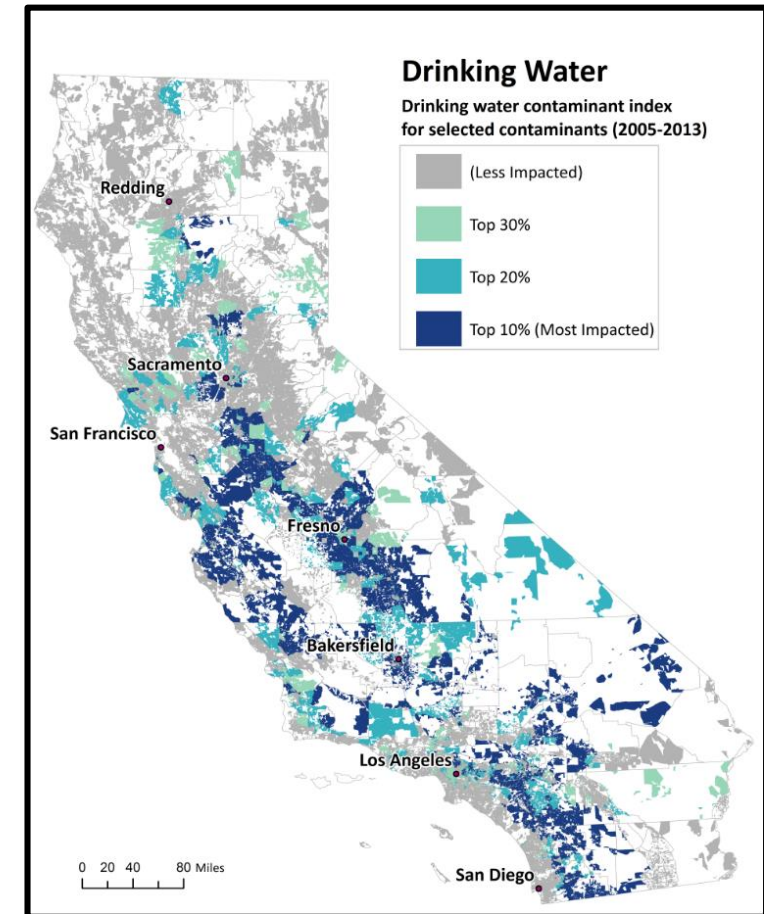 Drinking Water
Drinking water contaminant index
for selected contaminants (2005-2013)
(Less Impacted)
Top 30%
Top 20%
Top 10% (Most Impacted)
Redding
Sacramento
San Francisco
Fresno
Bakersfield
Los Angeles
San Diego
0 20 40 80 Miles